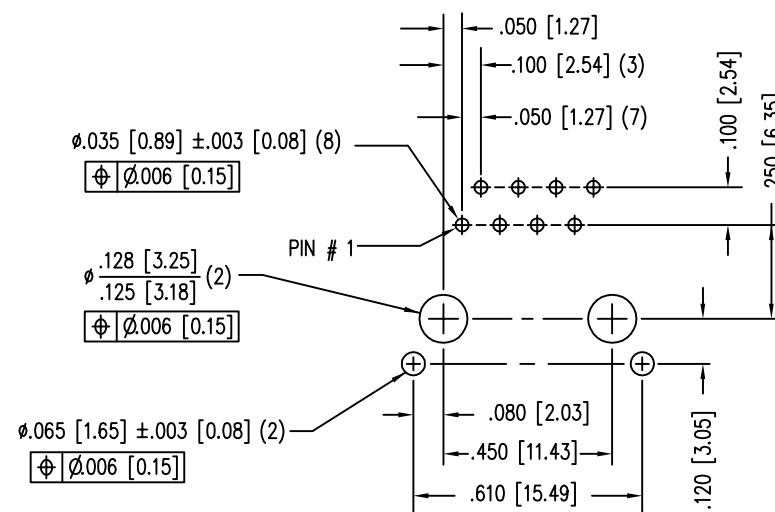 .050 [1.27]
.100 [2.54] (3)
.050 [1.27] (7)
.100 [2.54]
.250 [6.35]
ø.035 [0.89] ±.003 [0.08] (8)
⌖ Ø.006 [0.15]
PIN # 1
ø .128 [3.25] (2)
.125 [3.18]
⌖ Ø.006 [0.15]
ø.065 [1.65] ±.003 [0.08] (2)
⌖ Ø.006 [0.15]
.080 [2.03]
.450 [11.43]
.610 [15.49]
.120 [3.05]